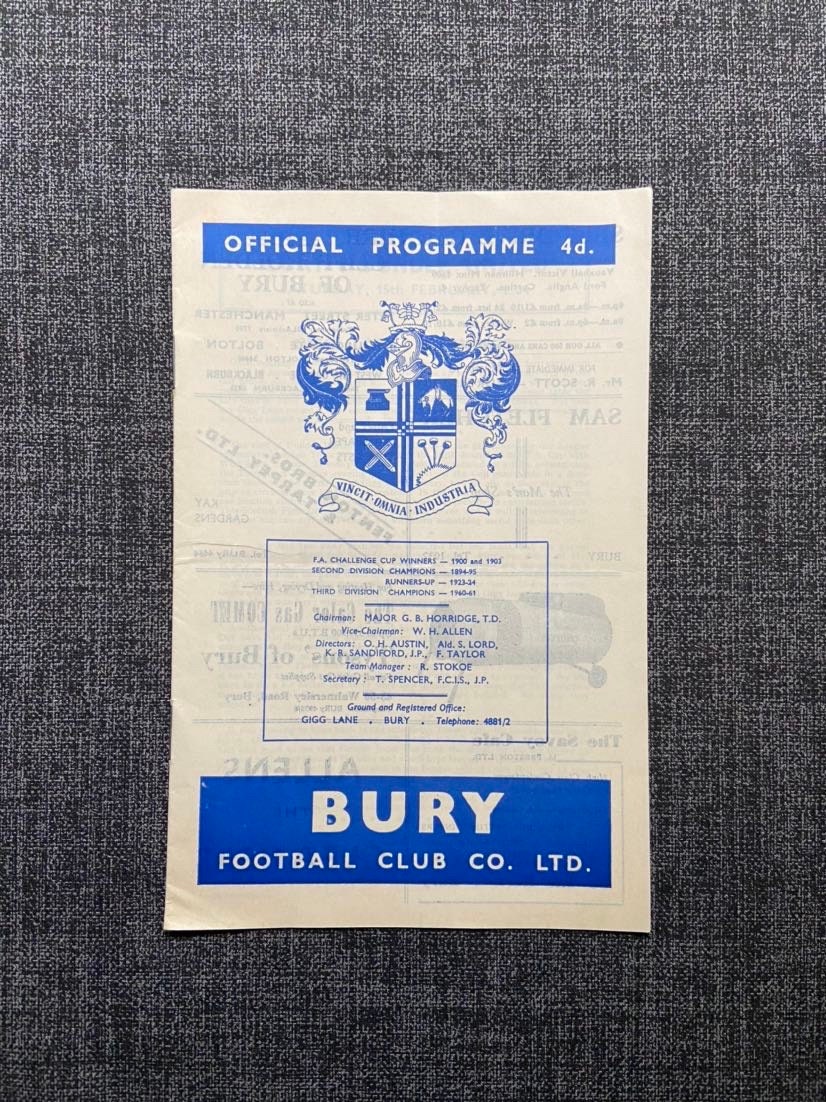 OFFICIAL PROGRAMME 4d.
VINCIT · OMNIA · INDUSTRIA
F.A. CHALLENGE CUP WINNERS — 1900 and 1903
SECOND DIVISION CHAMPIONS — 1894-95
RUNNERS-UP — 1923-24
THIRD DIVISION CHAMPIONS — 1960-61
Chairman: MAJOR G. B. HORRIDGE, T.D.
Vice-Chairman: W. H. ALLEN
Directors: O. H. AUSTIN, Ald. S. LORD,
K. R. SANDIFORD, J.P., F. TAYLOR
Team Manager: R. STOKOE
Secretary: T. SPENCER, F.C.I.S., J.P.
Ground and Registered Office:
GIGG LANE . BURY . Telephone: 4881/2
BURY
FOOTBALL CLUB CO. LTD.